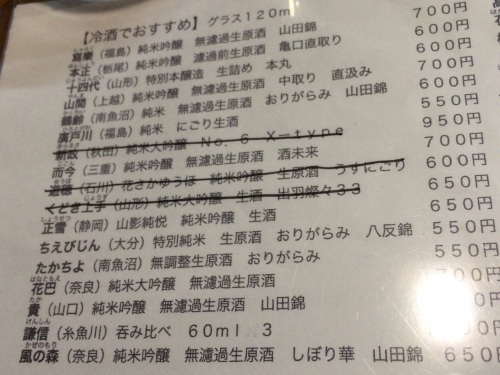 【冷酒でおすすめ】グラス120m
寫樂（福島）純米吟醸 無濾過生原酒 山田錦 700円
本正（栃尾）純米吟醸 濾過前生原酒 亀口直取り 600円
十四代（山形）特別本醸造 生詰め 本丸 700円
山間（上越）純米吟醸 無濾過生原酒 中取り 直汲み 600円
鶴齢（南魚沼）純米 無濾過生原酒 おりがらみ 山田錦 600円
廣戸川（福島）純米 にごり生酒 550円
新政（秋田）純米大吟醸 No.6 X－type 950円
而今（三重）純米吟醸 無濾過生原酒 酒未来 700円
遊穂（石川）花さかゆうほ 純米吟醸 生原酒 うすにごり 600円
くどき上手（山形）純米大吟醸 生酒 出羽燦々33 650円
正雪（静岡）山影純悦 純米吟醸 生酒 650円
ちえびじん（大分）特別純米 生原酒 おりがらみ 八反錦 550円
たかちよ（南魚沼）無調整生原酒 おりがらみ 550円
花巴（奈良）純米大吟醸 無濾過生原酒 700円
貴（山口）純米吟醸 無濾過生原酒 山田錦
謙信（糸魚川）呑み比べ 60ml×3
風の森（奈良）純米吟醸 無濾過生原酒 しぼり華 山田錦 650円